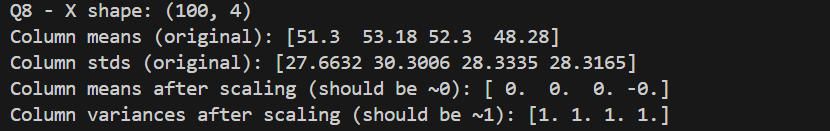 Q8 - X shape: (100, 4)
Column means (original): [51.3  53.18 52.3  48.28]
Column stds (original): [27.6632 30.3006 28.3335 28.3165]
Column means after scaling (should be ~0): [ 0.  0.  0. -0.]
Column variances after scaling (should be ~1): [1. 1. 1. 1.]